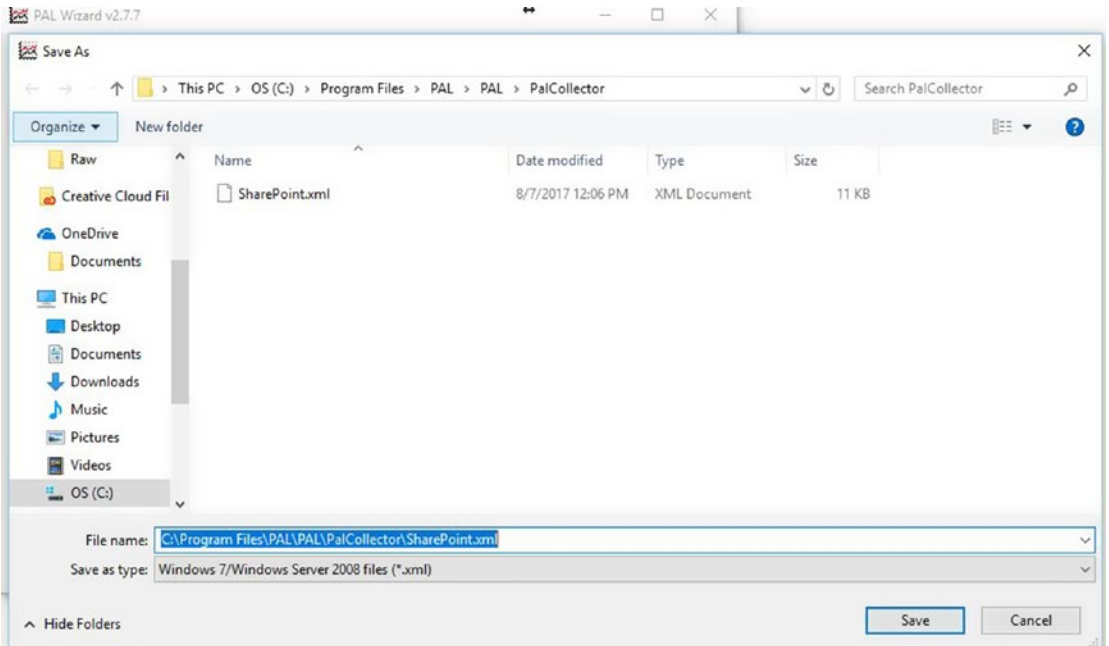 PAL Wizard v2.7.7
Save As
This PC > OS (C:) > Program Files > PAL > PAL > PalCollector
Search PalCollector
Organize
New folder
Raw
Creative Cloud Fil
OneDrive
Documents
This PC
Desktop
Documents
Downloads
Music
Pictures
Videos
OS (C:)
Name Date modified Type Size
SharePoint.xml 8/7/2017 12:06 PM XML Document 11 KB
File name: C:\Program Files\PAL\PAL\PalCollector\SharePoint.xml
Save as type: Windows 7/Windows Server 2008 files (*.xml)
Hide Folders
Save
Cancel